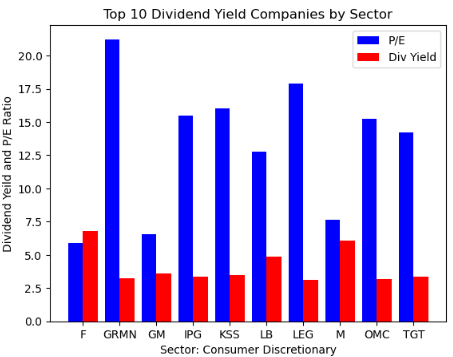 Top 10 Dividend Yield Companies by Sector
P/E
Div Yield
Dividend Yeild and P/E Ratio
20.0
17.5
15.0
12.5
10.0
7.5
5.0
2.5
0.0
F GRMN GM IPG KSS LB LEG M OMC TGT
Sector: Consumer Discretionary